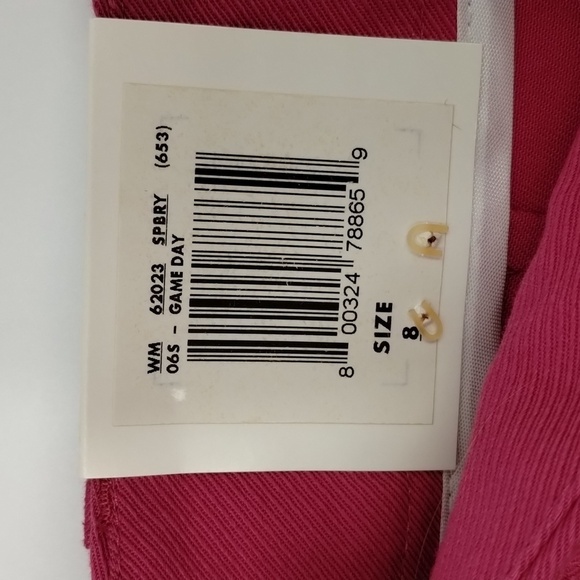 WM 62023 SPBRY (653)
06S - GAME DAY
8 00324 78865 9
SIZE
8